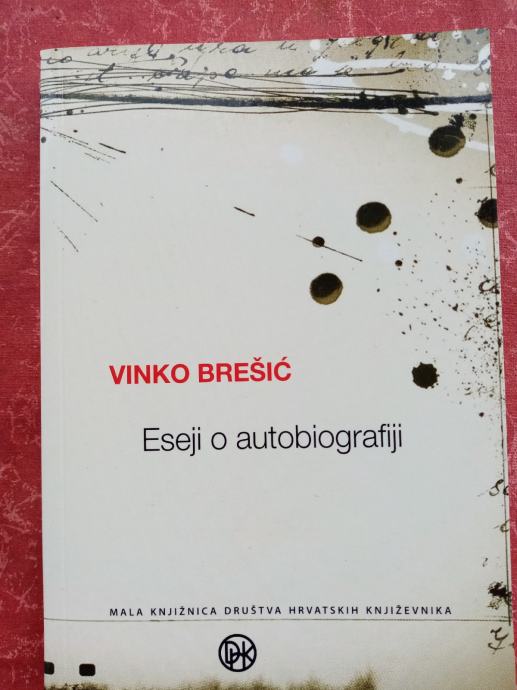 VINKO BREŠIĆ
Eseji o autobiografiji
MALA KNJIŽNICA DRUŠTVA HRVATSKIH KNJIŽEVNIKA
DHK